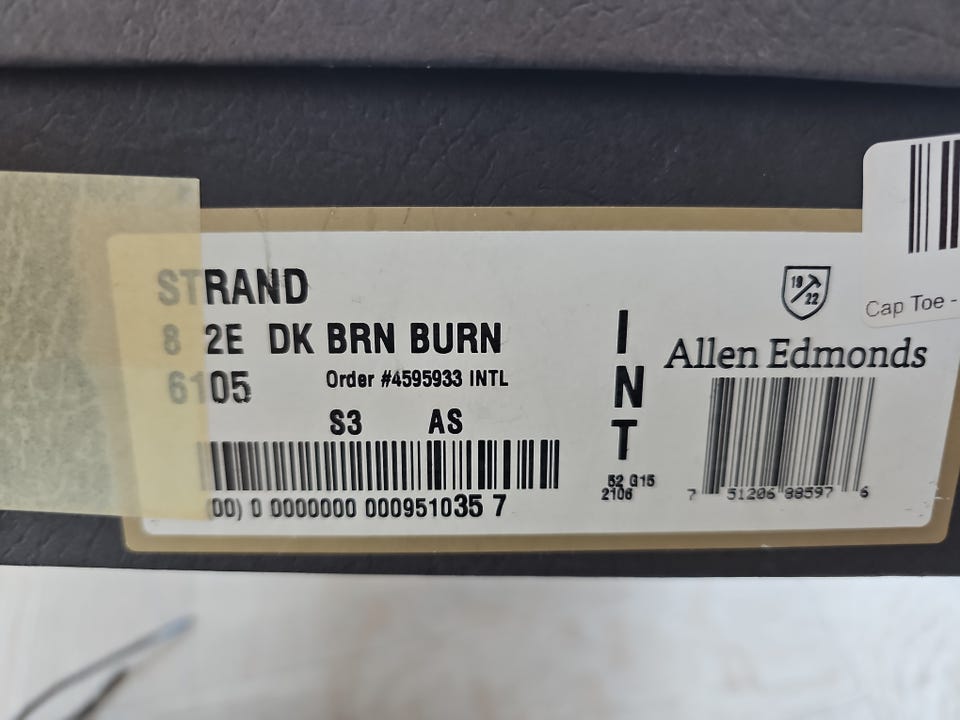 STRAND
8 2E DK BRN BURN
6105 Order #4595933 INTL
S3 AS
(00) 0 0000000 000951035 7
INT
52 G15
2106
19 22
Allen Edmonds
7 51206 88597 6
Cap Toe -